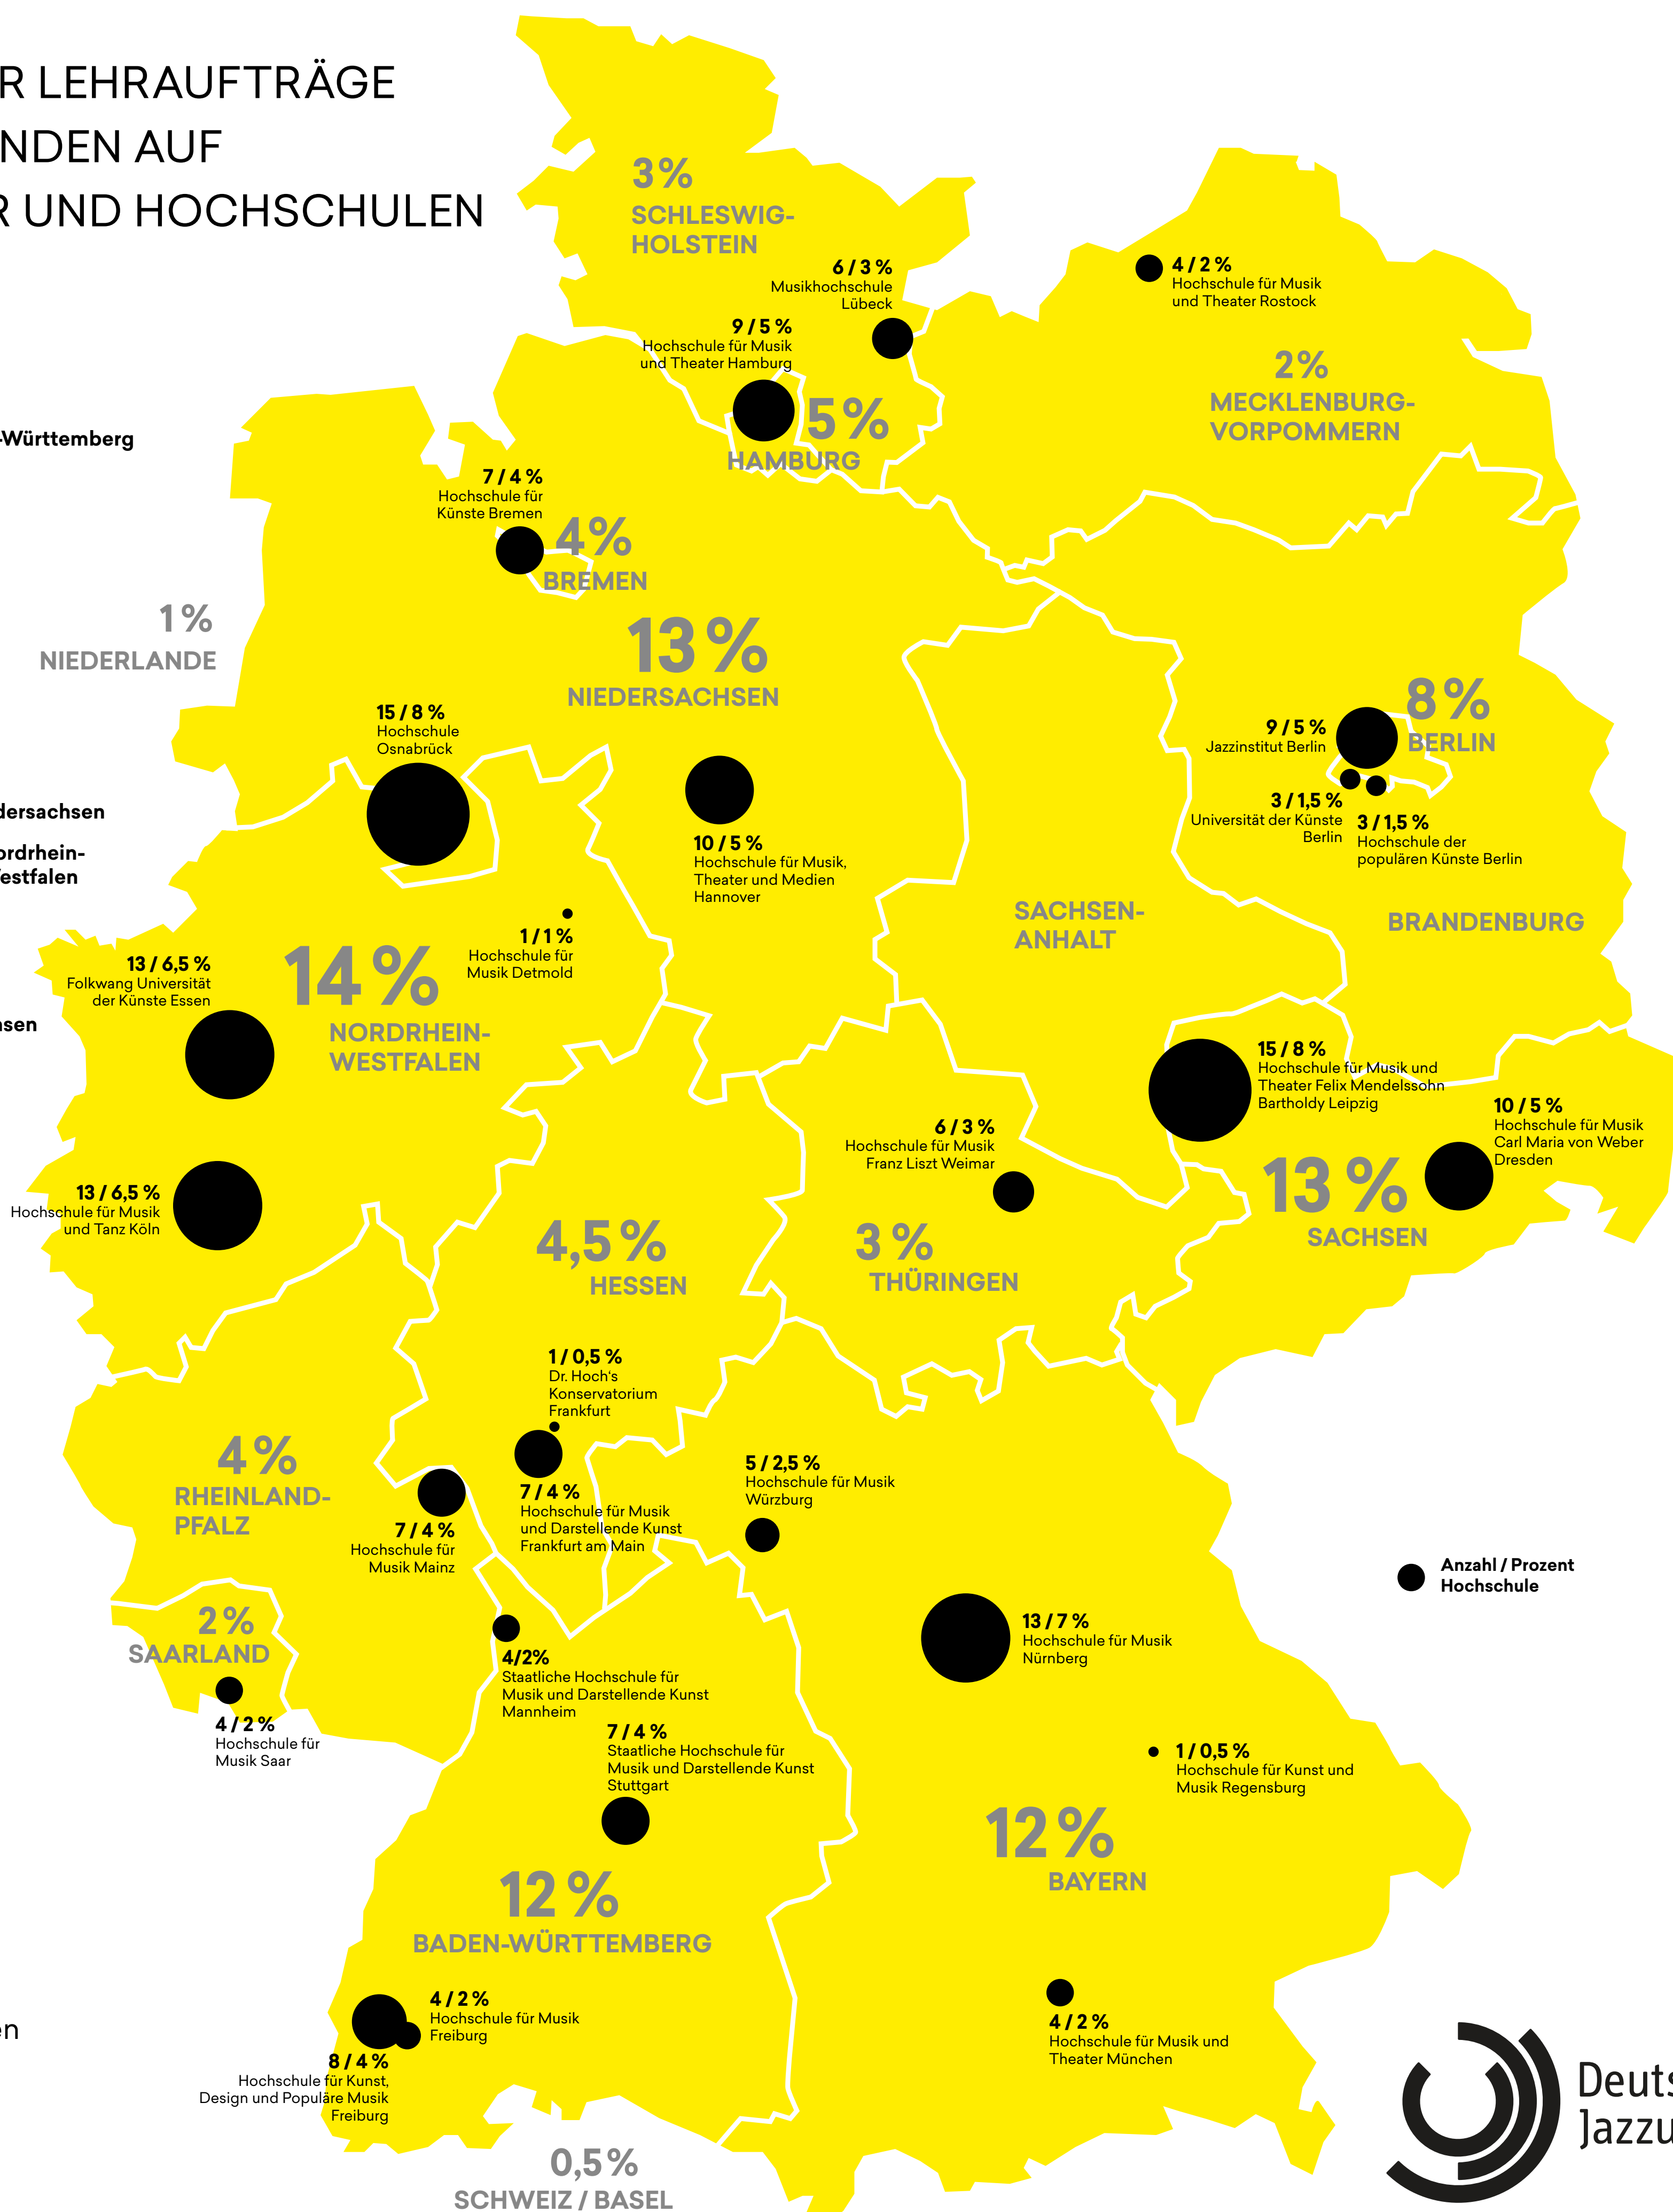 R LEHRAUFTRÄGE
NDEN AUF
R UND HOCHSCHULEN
3 %
SCHLESWIG-
HOLSTEIN
6 / 3 %
Musikhochschule
Lübeck
9 / 5 %
Hochschule für Musik
und Theater Hamburg
5 %
HAMBURG
4 / 2 %
Hochschule für Musik
und Theater Rostock
2 %
MECKLENBURG-
VORPOMMERN
-Württemberg
7 / 4 %
Hochschule für
Künste Bremen
4 %
BREMEN
1 %
NIEDERLANDE
13 %
NIEDERSACHSEN
15 / 8 %
Hochschule
Osnabrück
10 / 5 %
Hochschule für Musik,
Theater und Medien
Hannover
8 %
BERLIN
9 / 5 %
Jazzinstitut Berlin
3 / 1,5 %
Universität der Künste
Berlin
3 / 1,5 %
Hochschule der
populären Künste Berlin
dersachsen
ordrhein-
Vestfalen
SACHSEN-
ANHALT
BRANDENBURG
1 / 1 %
Hochschule für
Musik Detmold
13 / 6,5 %
Folkwang Universität
der Künste Essen
14 %
NORDRHEIN-
WESTFALEN
hsen
15 / 8 %
Hochschule für Musik und
Theater Felix Mendelssohn
Bartholdy Leipzig
10 / 5 %
Hochschule für Musik
Carl Maria von Weber
Dresden
13 %
SACHSEN
6 / 3 %
Hochschule für Musik
Franz Liszt Weimar
3 %
THÜRINGEN
13 / 6,5 %
Hochschule für Musik
und Tanz Köln
4,5 %
HESSEN
1 / 0,5 %
Dr. Hoch‘s
Konservatorium
Frankfurt
7 / 4 %
Hochschule für Musik
und Darstellende Kunst
Frankfurt am Main
4 %
RHEINLAND-
PFALZ
7 / 4 %
Hochschule für
Musik Mainz
5 / 2,5 %
Hochschule für Musik
Würzburg
Anzahl / Prozent
Hochschule
2 %
SAARLAND
4 / 2 %
Hochschule für
Musik Saar
4/2%
Staatliche Hochschule für
Musik und Darstellende Kunst
Mannheim
7 / 4 %
Staatliche Hochschule für
Musik und Darstellende Kunst
Stuttgart
13 / 7 %
Hochschule für Musik
Nürnberg
1 / 0,5 %
Hochschule für Kunst und
Musik Regensburg
12 %
BAYERN
12 %
BADEN-WÜRTTEMBERG
4 / 2 %
Hochschule für Musik
Freiburg
8 / 4 %
Hochschule für Kunst,
Design und Populäre Musik
Freiburg
en
4 / 2 %
Hochschule für Musik und
Theater München
0,5 %
SCHWEIZ / BASEL
Deuts
Jazzu